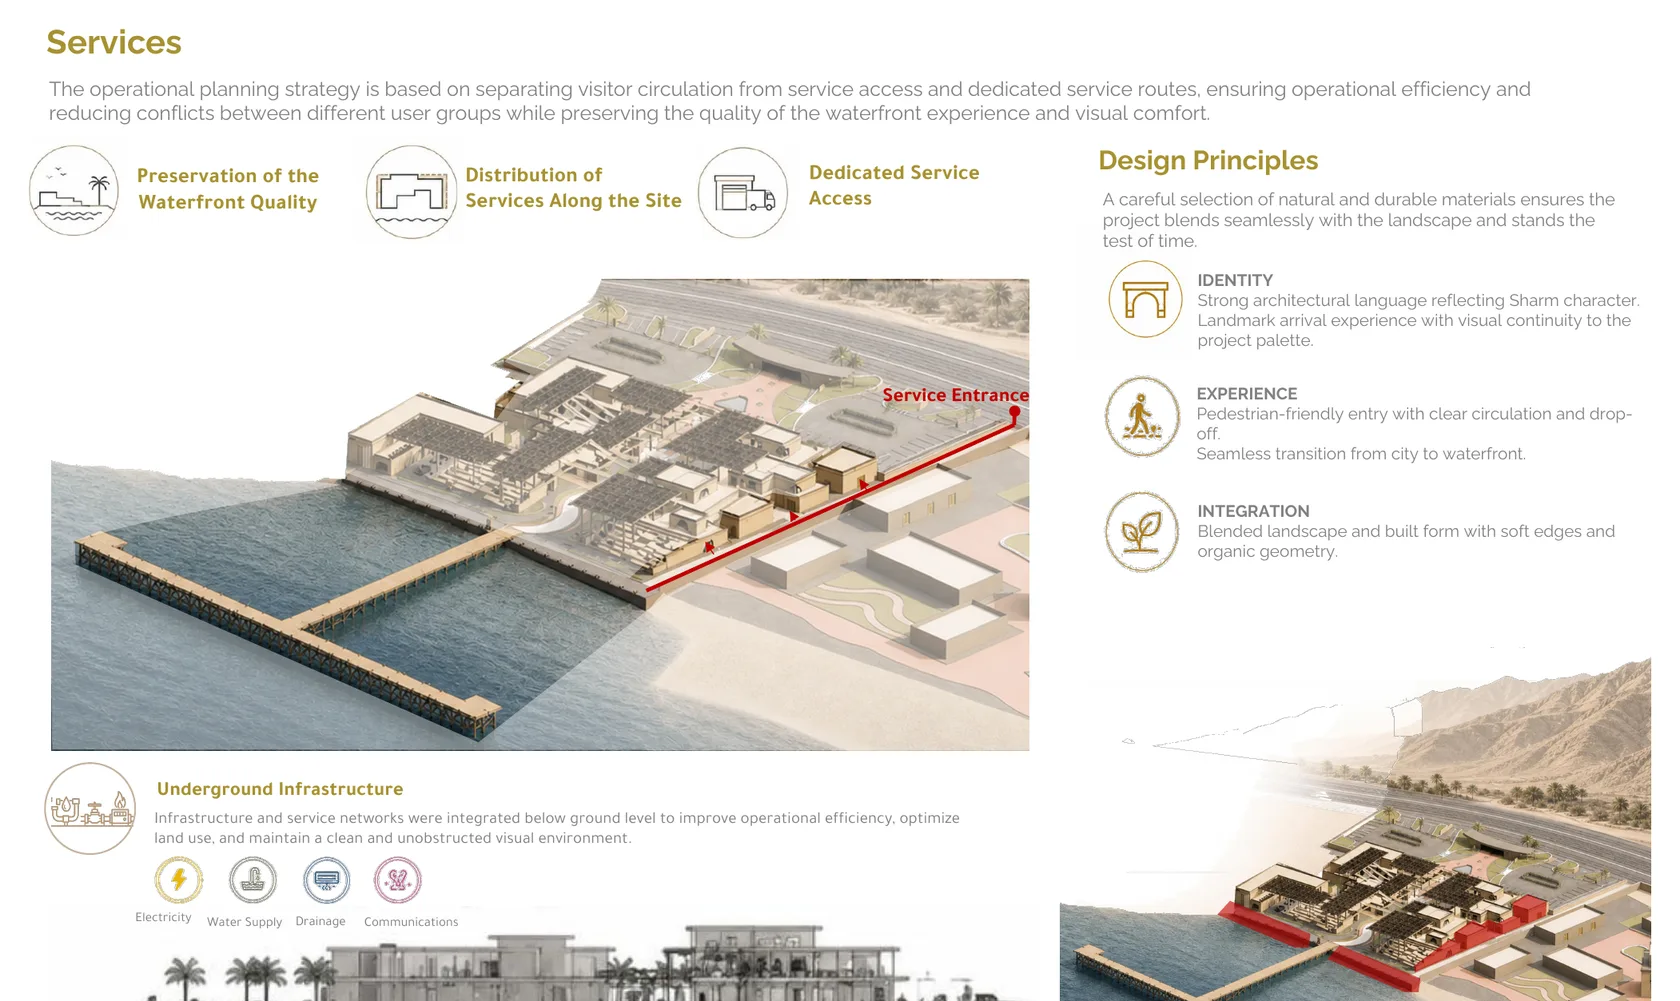 Services
The operational planning strategy is based on separating visitor circulation from service access and dedicated service routes, ensuring operational efficiency and
reducing conflicts between different user groups while preserving the quality of the waterfront experience and visual comfort.
Preservation of the
Waterfront Quality
Distribution of
Services Along the Site
Dedicated Service
Access
Service Entrance
Underground Infrastructure
Infrastructure and service networks were integrated below ground level to improve operational efficiency, optimize
land use, and maintain a clean and unobstructed visual environment.
Electricity
Water Supply
Drainage
Communications
Design Principles
A careful selection of natural and durable materials ensures the
project blends seamlessly with the landscape and stands the
test of time.
IDENTITY
Strong architectural language reflecting Sharm character.
Landmark arrival experience with visual continuity to the
project palette.
EXPERIENCE
Pedestrian-friendly entry with clear circulation and drop-
off.
Seamless transition from city to waterfront.
INTEGRATION
Blended landscape and built form with soft edges and
organic geometry.